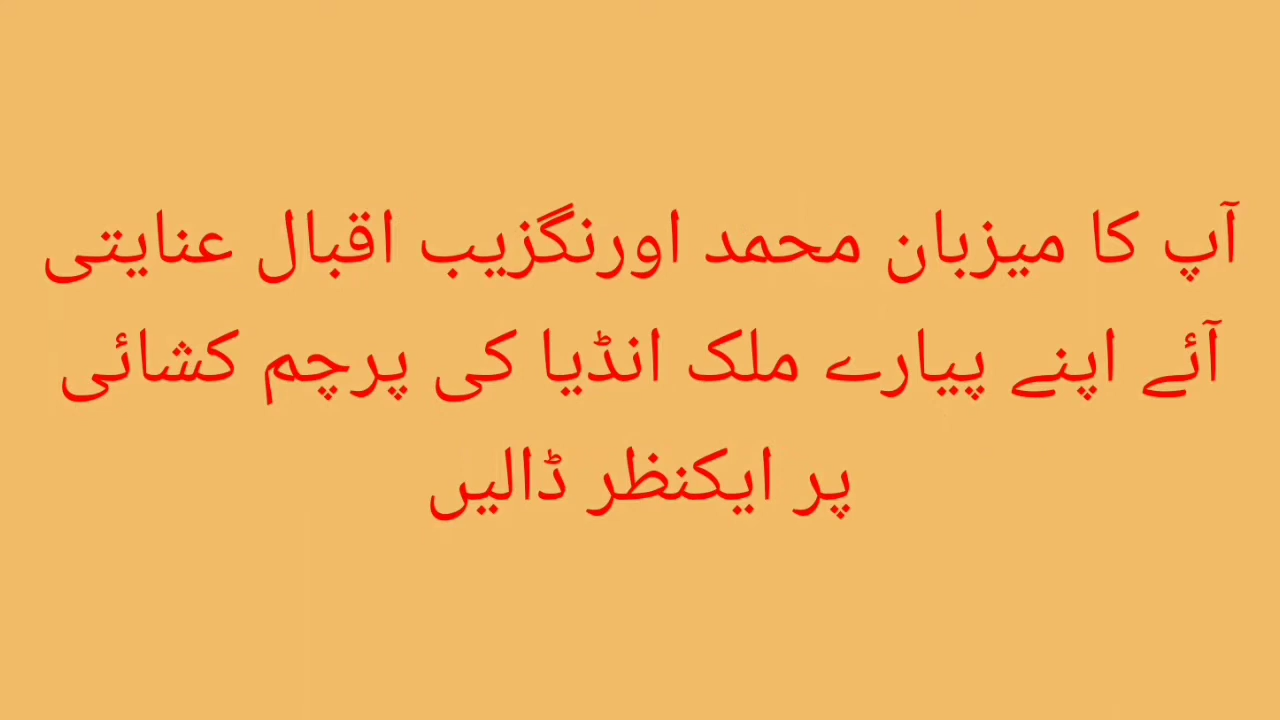 آپ کا میزبان محمد اورنگزیب اقبال عنایتی
آئے اپنے پیارے ملک انڈیا کی پرچم کشائی
پر ایکنظر ڈالیں